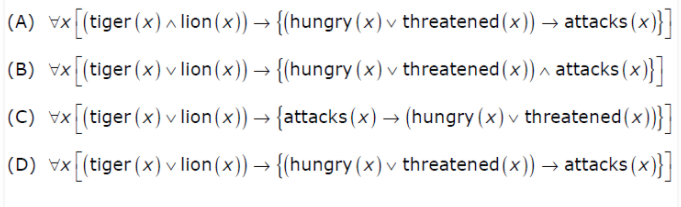 (A) ∀x[(tiger(x)∧lion(x))→{(hungry(x)∨threatened(x))→attacks(x)}]
(B) ∀x[(tiger(x)∨lion(x))→{(hungry(x)∨threatened(x))∧attacks(x)}]
(C) ∀x[(tiger(x)∨lion(x))→{attacks(x)→(hungry(x)∨threatened(x))}]
(D) ∀x[(tiger(x)∨lion(x))→{(hungry(x)∨threatened(x))→attacks(x)}]